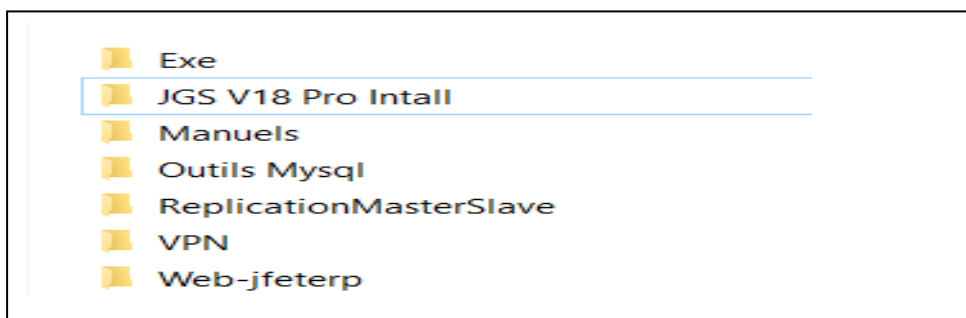 Exe
JGS V18 Pro Intall
Manuels
Outils Mysql
ReplicationMasterSlave
VPN
Web-jfeterp